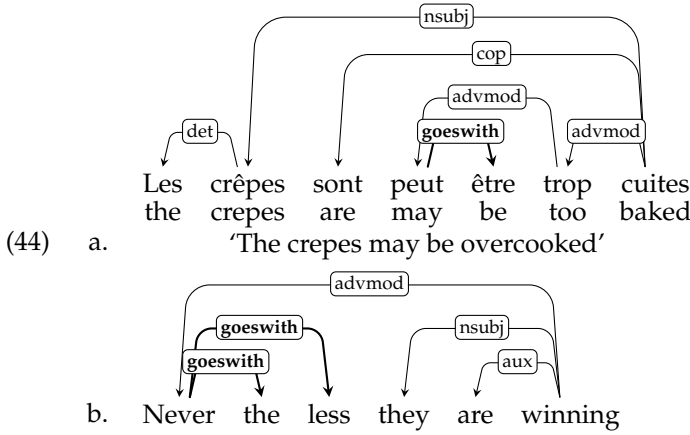 nsubj
cop
advmod
det goeswith advmod
Les crêpes sont peut être trop cuites
the crepes are may be too baked
(44) a. ‘The crepes may be overcooked’
advmod
goeswith nsubj
goeswith aux
b. Never the less they are winning